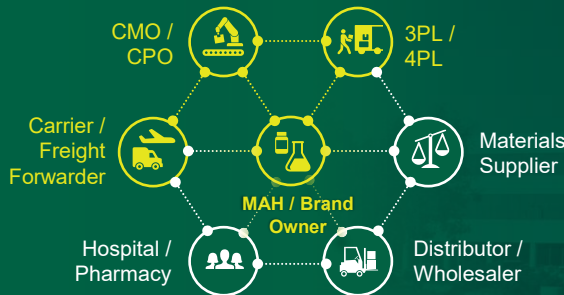 CMO /
CPO
3PL /
4PL
Carrier /
Freight
Forwarder
Materials
Supplier
MAH / Brand
Owner
Hospital /
Pharmacy
Distributor /
Wholesaler